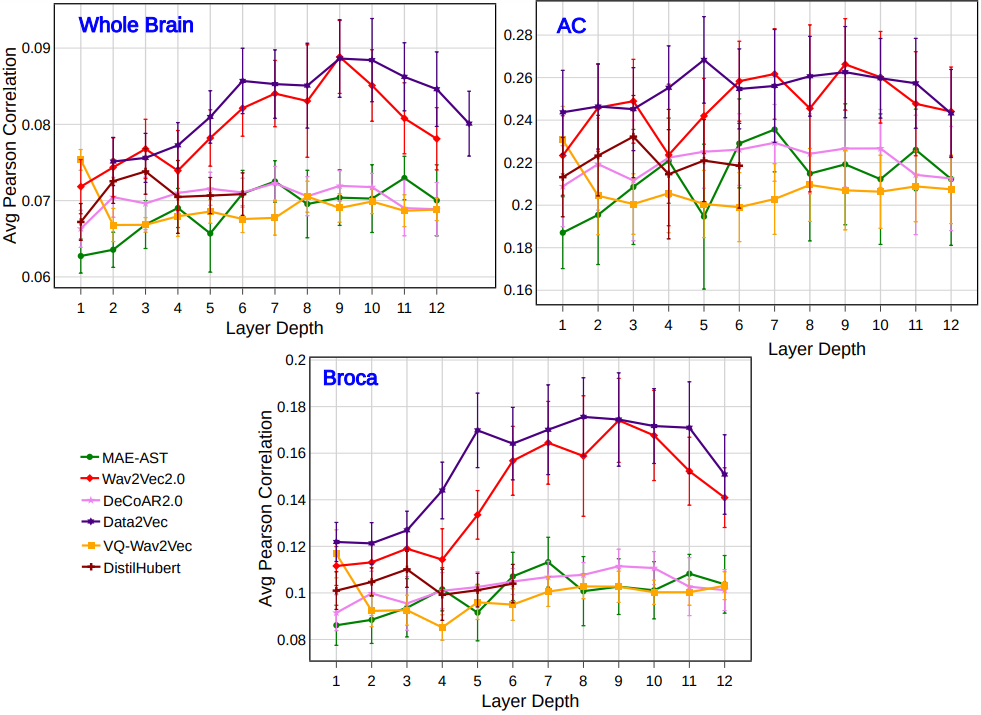 Whole Brain
Avg Pearson Correlation
0.09
0.08
0.07
0.06
1 2 3 4 5 6 7 8 9 10 11 12
Layer Depth
AC
0.28
0.26
0.24
0.22
0.2
0.18
0.16
1 2 3 4 5 6 7 8 9 10 11 12
Layer Depth
Broca
Avg Pearson Correlation
0.2
0.18
0.16
0.14
0.12
0.1
0.08
1 2 3 4 5 6 7 8 9 10 11 12
Layer Depth
MAE-AST
Wav2Vec2.0
DeCoAR2.0
Data2Vec
VQ-Wav2Vec
DistilHubert